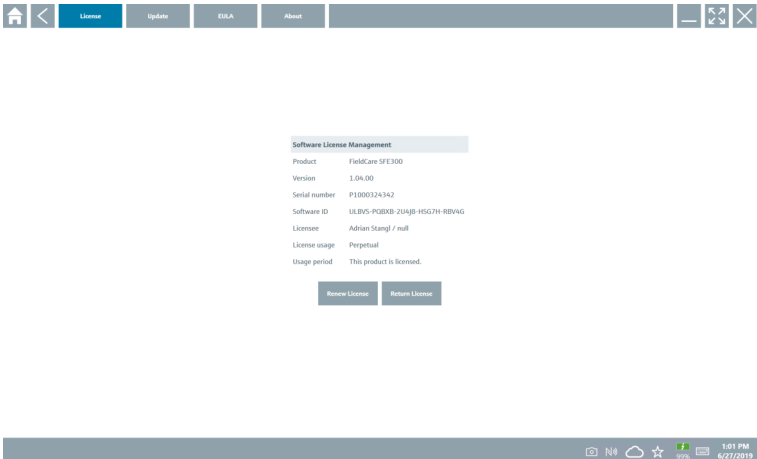 License Update EULA About
Software License Management
Product FieldCare SFE300
Version 1.04.00
Serial number P1000324342
Software ID ULBV5-PQBXB-2U4JB-HSG7H-RBV4G
Licensee Adrian Stangl / null
License usage Perpetual
Usage period This product is licensed.
Renew License Return License
1:01 PM
99% 6/27/2019